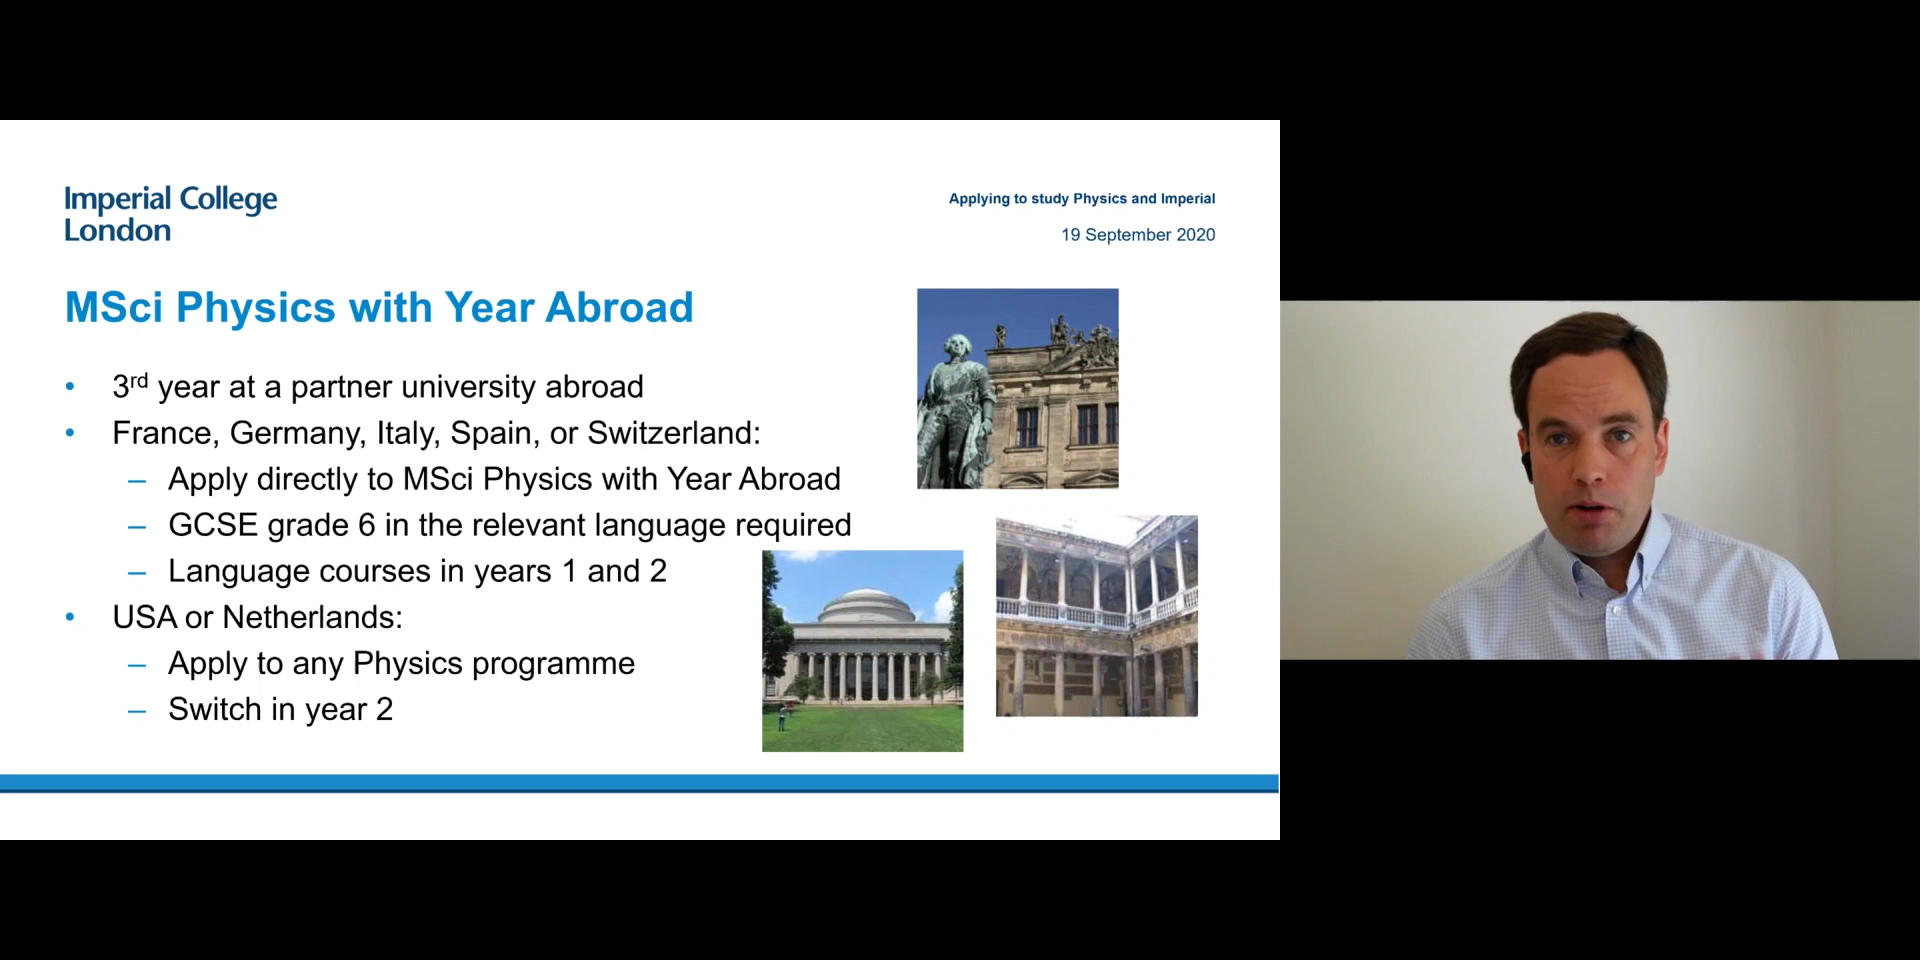 Imperial College
London
Applying to study Physics and Imperial
19 September 2020
MSci Physics with Year Abroad
• 3rd year at a partner university abroad
• France, Germany, Italy, Spain, or Switzerland:
– Apply directly to MSci Physics with Year Abroad
– GCSE grade 6 in the relevant language required
– Language courses in years 1 and 2
• USA or Netherlands:
– Apply to any Physics programme
– Switch in year 2